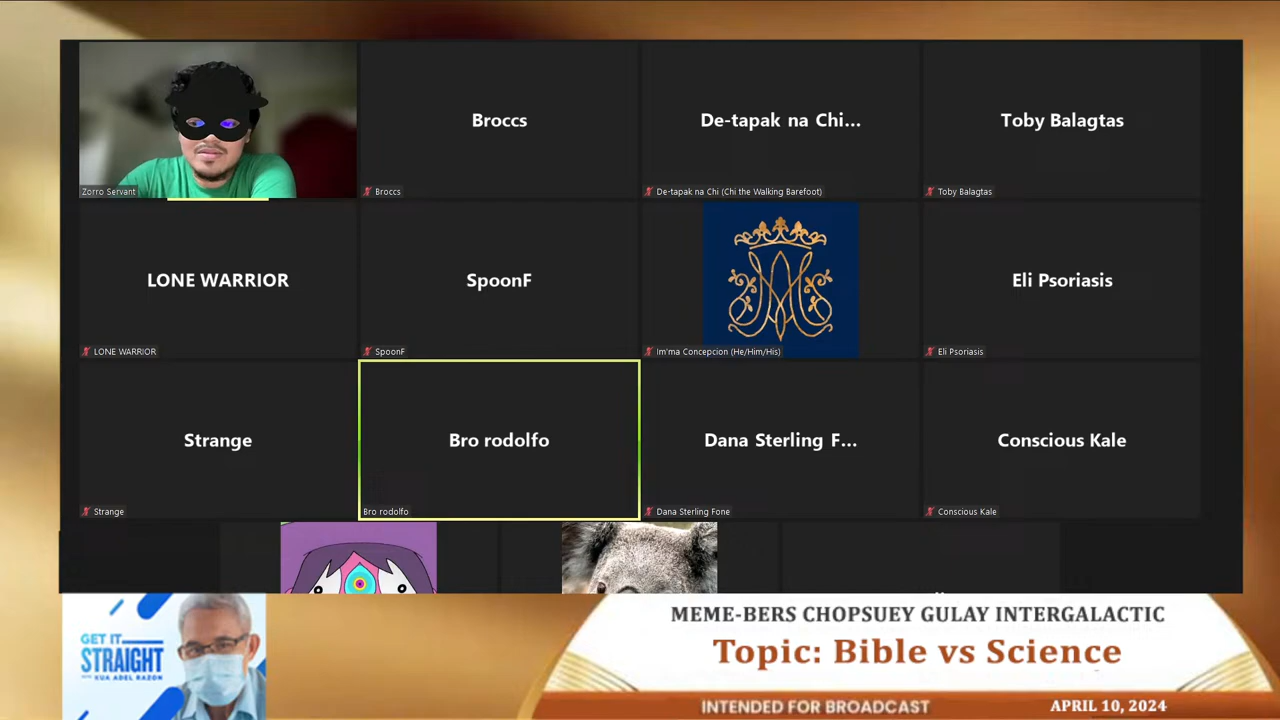 Zorro Servant
Broccs
Broccs
De-tapak na Chi...
De-tapak na Chi (Chi the Walking Barefoot)
Toby Balagtas
Toby Balagtas
LONE WARRIOR
LONE WARRIOR
SpoonF
SpoonF
Im'ma Concepcion (He/Him/His)
Eli Psoriasis
Eli Psoriasis
Strange
Strange
Bro rodolfo
Bro rodolfo
Dana Sterling F...
Dana Sterling Fone
Conscious Kale
Conscious Kale
GET IT
STRAIGHT
KUA ADEL RAZON
MEME-BERS CHOPSUEY GULAY INTERGALACTIC
Topic: Bible vs Science
INTENDED FOR BROADCAST
APRIL 10, 2024